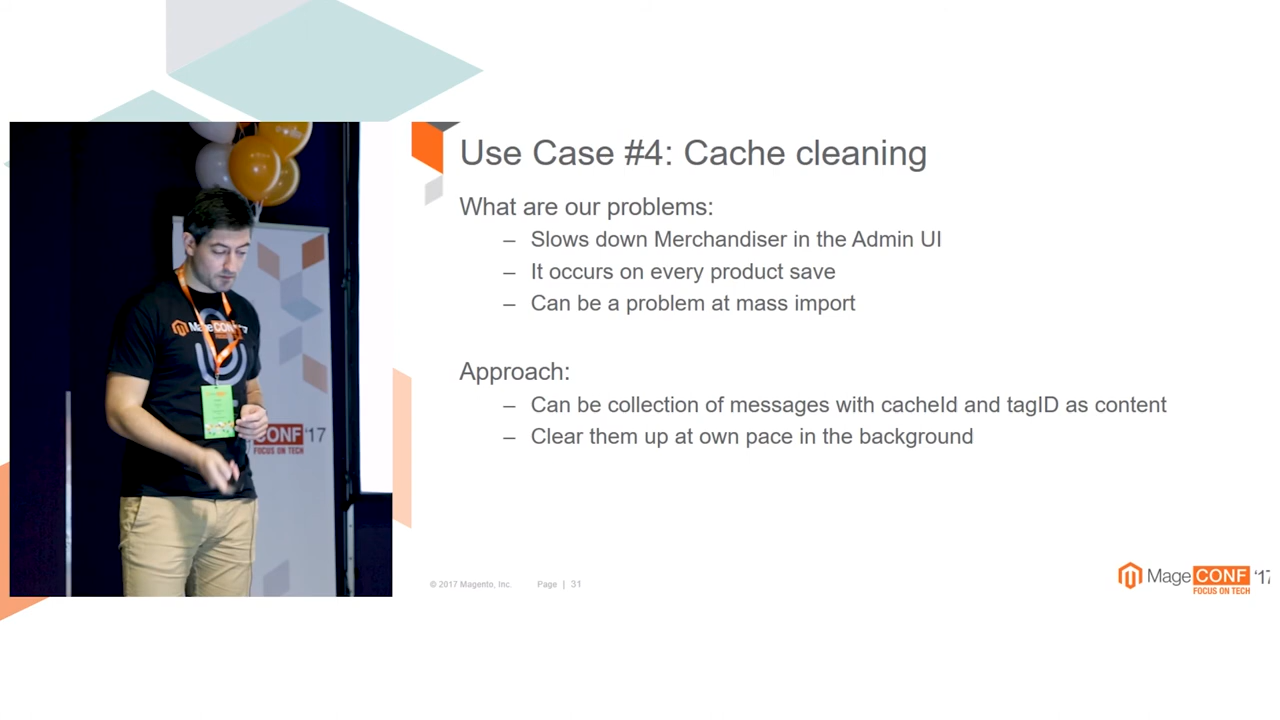 Use Case #4: Cache cleaning
What are our problems:
– Slows down Merchandiser in the Admin UI
– It occurs on every product save
– Can be a problem at mass import
Approach:
– Can be collection of messages with cacheId and tagID as content
– Clear them up at own pace in the background
© 2017 Magento, Inc. Page | 31
MageCONF '17
FOCUS ON TECH
MageCONF
CONF '17
FOCUS ON TECH